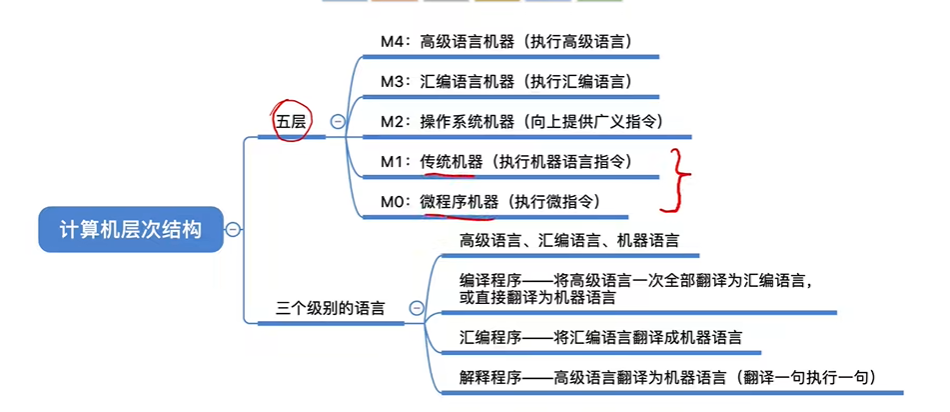 M4：高级语言机器（执行高级语言）
M3：汇编语言机器（执行汇编语言）
五层
M2：操作系统机器（向上提供广义指令）
M1：传统机器（执行机器语言指令）
M0：微程序机器（执行微指令）
计算机层次结构
高级语言、汇编语言、机器语言
编译程序——将高级语言一次全部翻译为汇编语言，
或直接翻译为机器语言
三个级别的语言
汇编程序——将汇编语言翻译成机器语言
解释程序——高级语言翻译为机器语言（翻译一句执行一句）